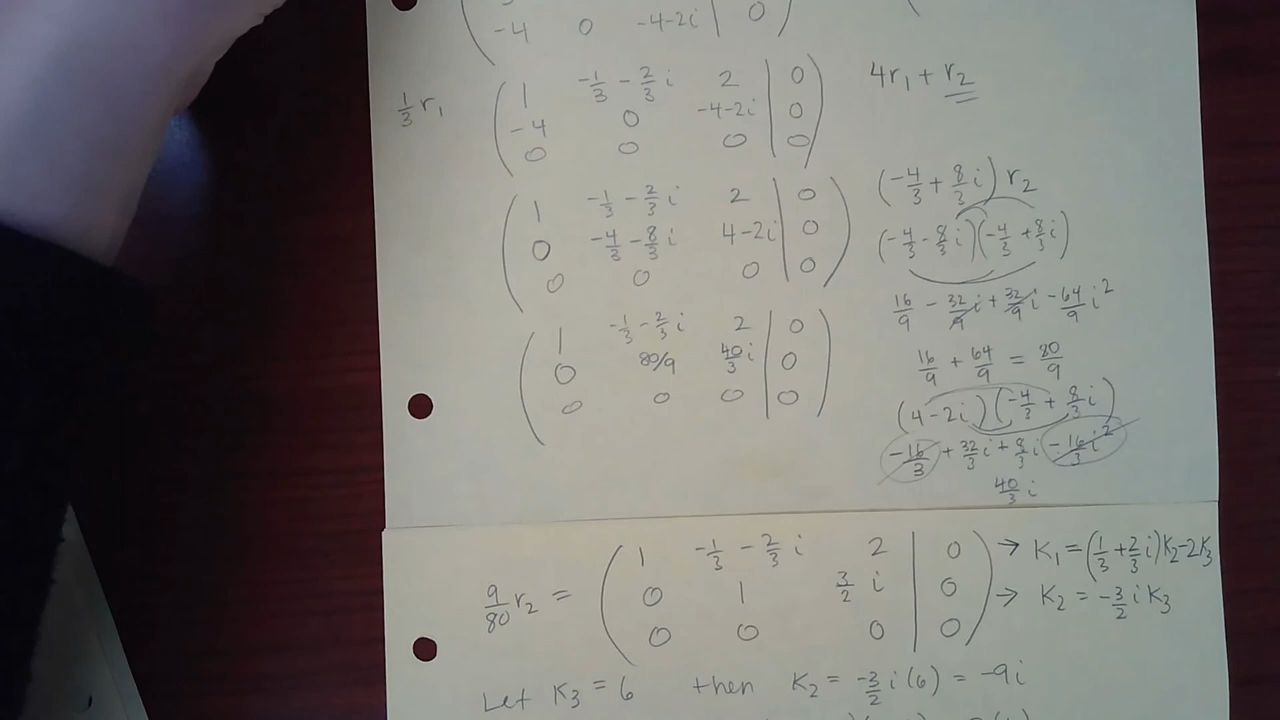 -4 0 -4-2i | 0
1/3 r₁ ( 1 -1/3 - 2/3 i 2 | 0 ) 4r₁ + r₂
-4 0 -4-2i | 0
0 0 0 | 0
(-4/3 + 8/3 i) r₂
( 1 -1/3 - 2/3 i 2 | 0 )
0 -4/3 - 8/3 i 4-2i | 0 (-4/3 - 8/3 i)(-4/3 + 8/3 i)
0 0 0 | 0
16/9 - 32/9 i + 32/9 i - 64/9 i²
( 1 -1/3 - 2/3 i 2 | 0 )
0 80/9 40/3 i | 0 16/9 + 64/9 = 80/9
0 0 0 | 0 (4-2i)(-4/3 + 8/3 i)
-16/3 + 32/3 i + 8/3 i - 16/3 i²
40/3 i
( 1 -1/3 - 2/3 i 2 | 0 ) → K₁ = (1/3 + 2/3 i)K₂ - 2K₃
9/80 r₂ = 0 1 3/2 i | 0 → K₂ = -3/2 i K₃
0 0 0 | 0
Let K₃ = 6 then K₂ = -3/2 i (6) = -9i